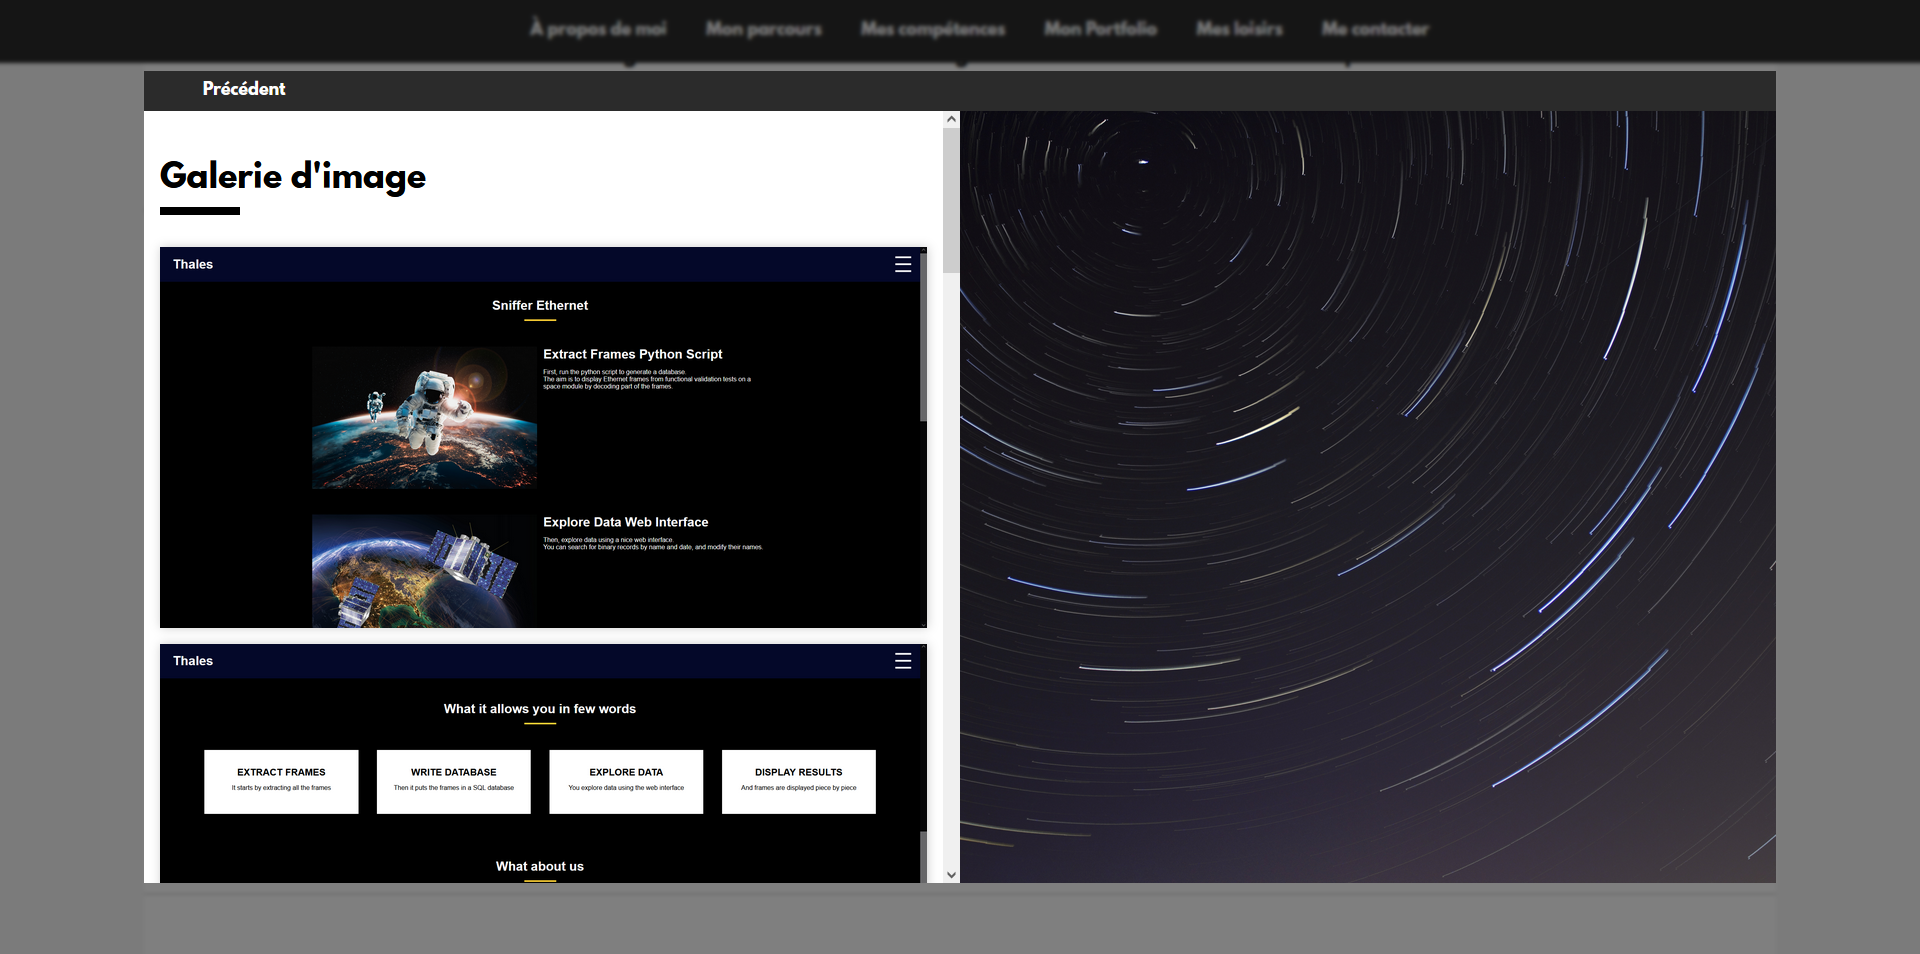 À propos de moi
Mon parcours
Mes compétences
Mon Portfolio
Mes loisirs
Me contacter
Précédent
Galerie d'image
Thales
Sniffer Ethernet
Extract Frames Python Script
First, run the python script to generate a database.
The aim is to display Ethernet frames from functional validation tests on a
space module by decoding part of the frames.
Explore Data Web Interface
Then, explore data using a nice web interface.
You can search for binary records by name and date, and modify their names.
Thales
What it allows you in few words
EXTRACT FRAMES
It starts by extracting all the frames
WRITE DATABASE
Then it puts the frames in a SQL database
EXPLORE DATA
You explore data using the web interface
DISPLAY RESULTS
And frames are displayed piece by piece
What about us